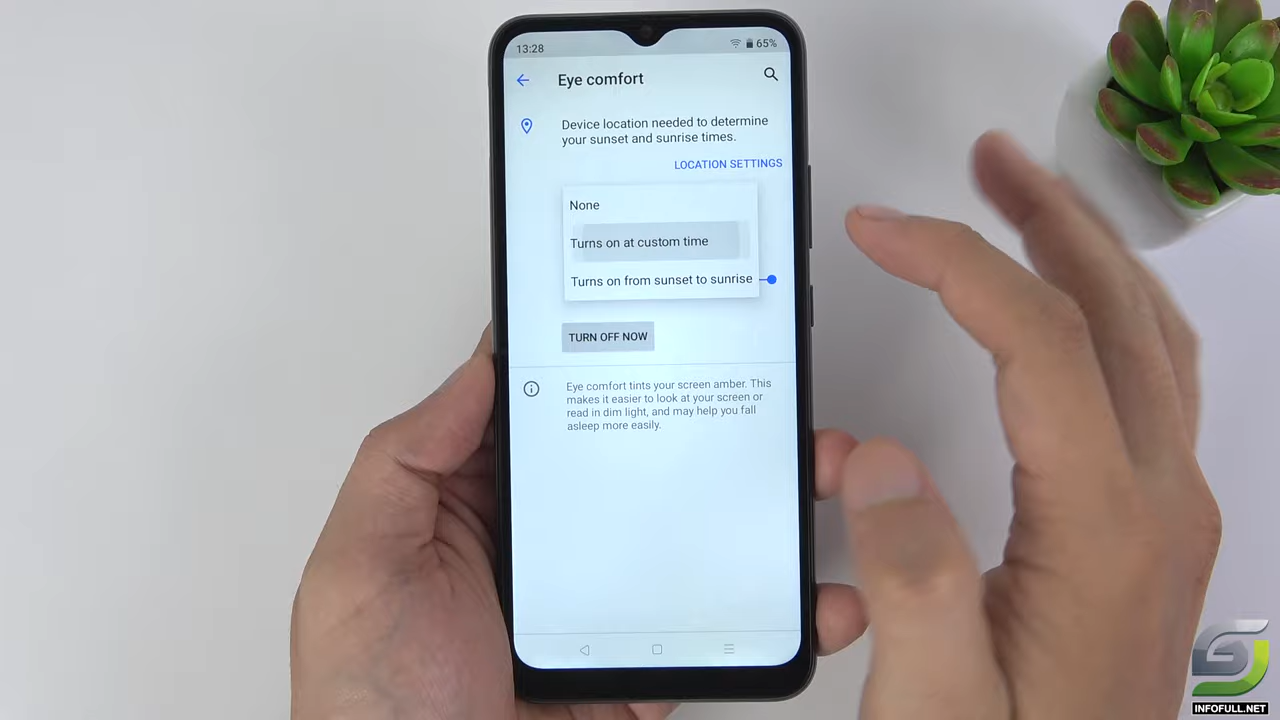 13:28
65%
Eye comfort
Device location needed to determine
your sunset and sunrise times.
LOCATION SETTINGS
None
Turns on at custom time
Turns on from sunset to sunrise
TURN OFF NOW
Eye comfort tints your screen amber. This
makes it easier to look at your screen or
read in dim light, and may help you fall
asleep more easily.
INFOFULL.NET